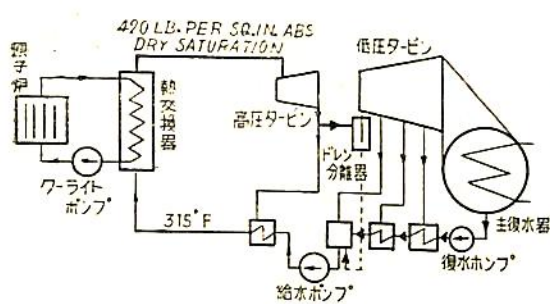 420 LB. PER SQ.IN. ABS
DRY SATURATION
原子炉
熱交換器
ワーライト
ポンプ
高圧タービン
低圧タービン
ドレン
分離器
315°F
給水ポンプ
復水ポンプ
主復水器